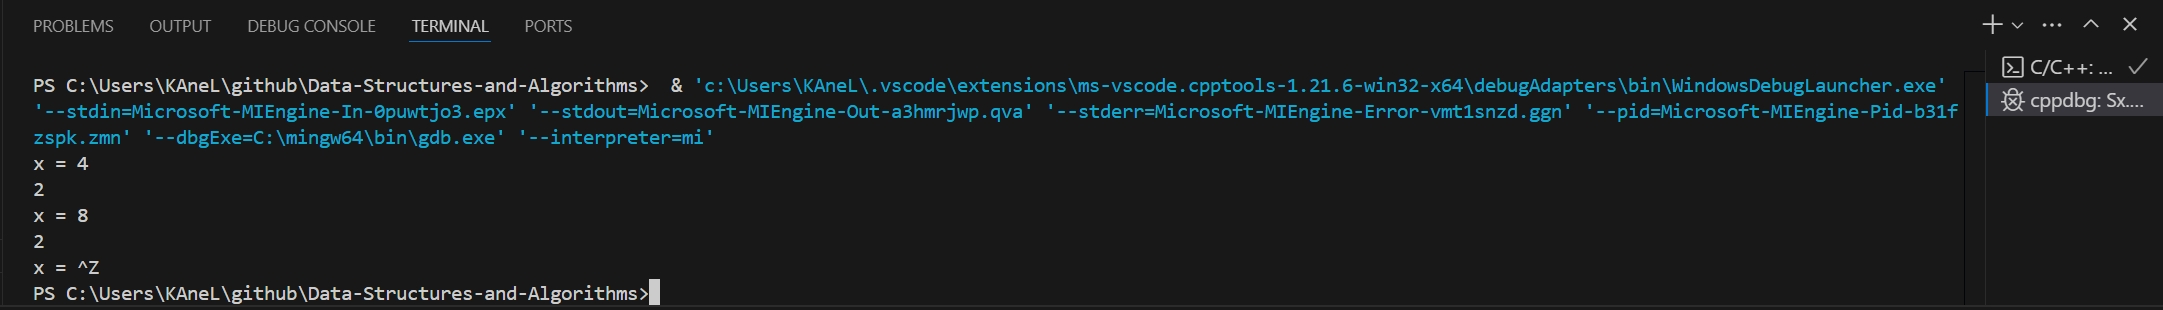 PROBLEMS OUTPUT DEBUG CONSOLE TERMINAL PORTS
PS C:\Users\KAneL\github\Data-Structures-and-Algorithms>  & 'c:\Users\KAneL\.vscode\extensions\ms-vscode.cpptools-1.21.6-win32-x64\debugAdapters\bin\WindowsDebugLauncher.exe'
'--stdin=Microsoft-MIEngine-In-0puwtjo3.epx' '--stdout=Microsoft-MIEngine-Out-a3hmrjwp.qva' '--stderr=Microsoft-MIEngine-Error-vmt1snzd.ggn' '--pid=Microsoft-MIEngine-Pid-b31f
zspk.zmn' '--dbgExe=C:\mingw64\bin\gdb.exe' '--interpreter=mi'
x = 4
2
x = 8
2
x = ^Z
PS C:\Users\KAneL\github\Data-Structures-and-Algorithms>
C/C++: ...
cppdbg: Sx....